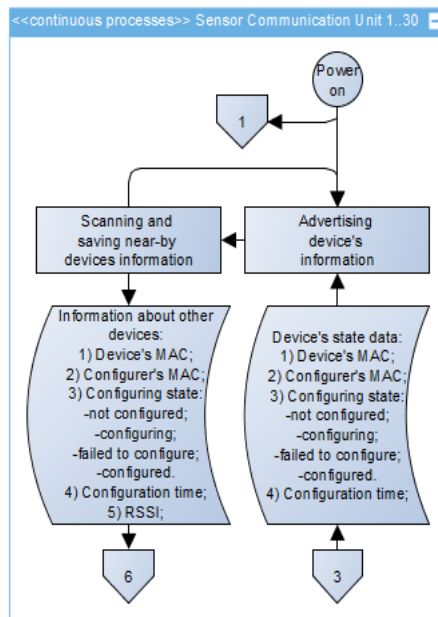 <<continuous processes>> Sensor Communication Unit 1..30
Power
on
1
Scanning and
saving near-by
devices information
Advertising
device's
information
Information about other
devices:
1) Device's MAC;
2) Configurer's MAC;
3) Configuring state:
-not configured;
-configuring;
-failed to configure;
-configured.
4) Configuration time;
5) RSSI;
Device's state data:
1) Device's MAC;
2) Configurer's MAC;
3) Configuring state:
-not configured;
-configuring;
-failed to configure;
-configured.
4) Configuration time;
6
3